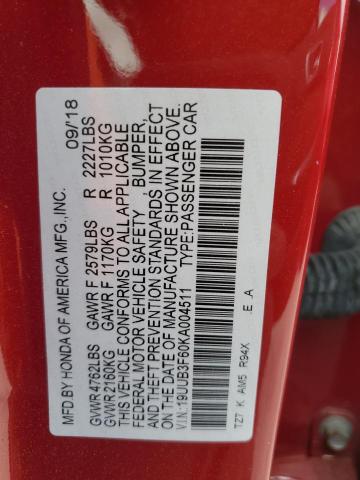 MFD.BY HONDA OF AMERICA MFG.,INC. 09/18
GVWR 4762LBS GAWR F 2579LBS R 2227LBS
GVWR 2160KG GAWR F 1170KG R 1010KG
THIS VEHICLE CONFORMS TO ALL APPLICABLE
FEDERAL MOTOR VEHICLE SAFETY , BUMPER,
AND THEFT PREVENTION STANDARDS IN EFFECT
ON THE DATE OF MANUFACTURE SHOWN ABOVE.
V.I.N.:19UUB3F60KA004511 TYPE:PASSENGER CAR
E A
TZ7 K AM5 R94X